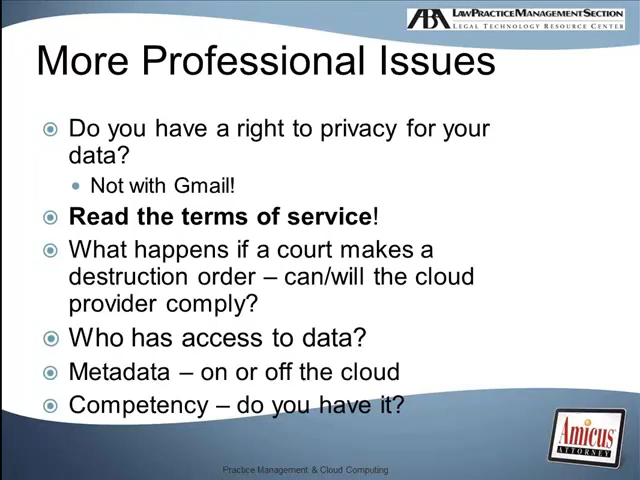 ABA LAW PRACTICE MANAGEMENT SECTION
LEGAL TECHNOLOGY RESOURCE CENTER
More Professional Issues
Do you have a right to privacy for your
data?
Not with Gmail!
Read the terms of service!
What happens if a court makes a
destruction order – can/will the cloud
provider comply?
Who has access to data?
Metadata – on or off the cloud
Competency – do you have it?
Amicus
ATTORNEY
Practice Management & Cloud Computing